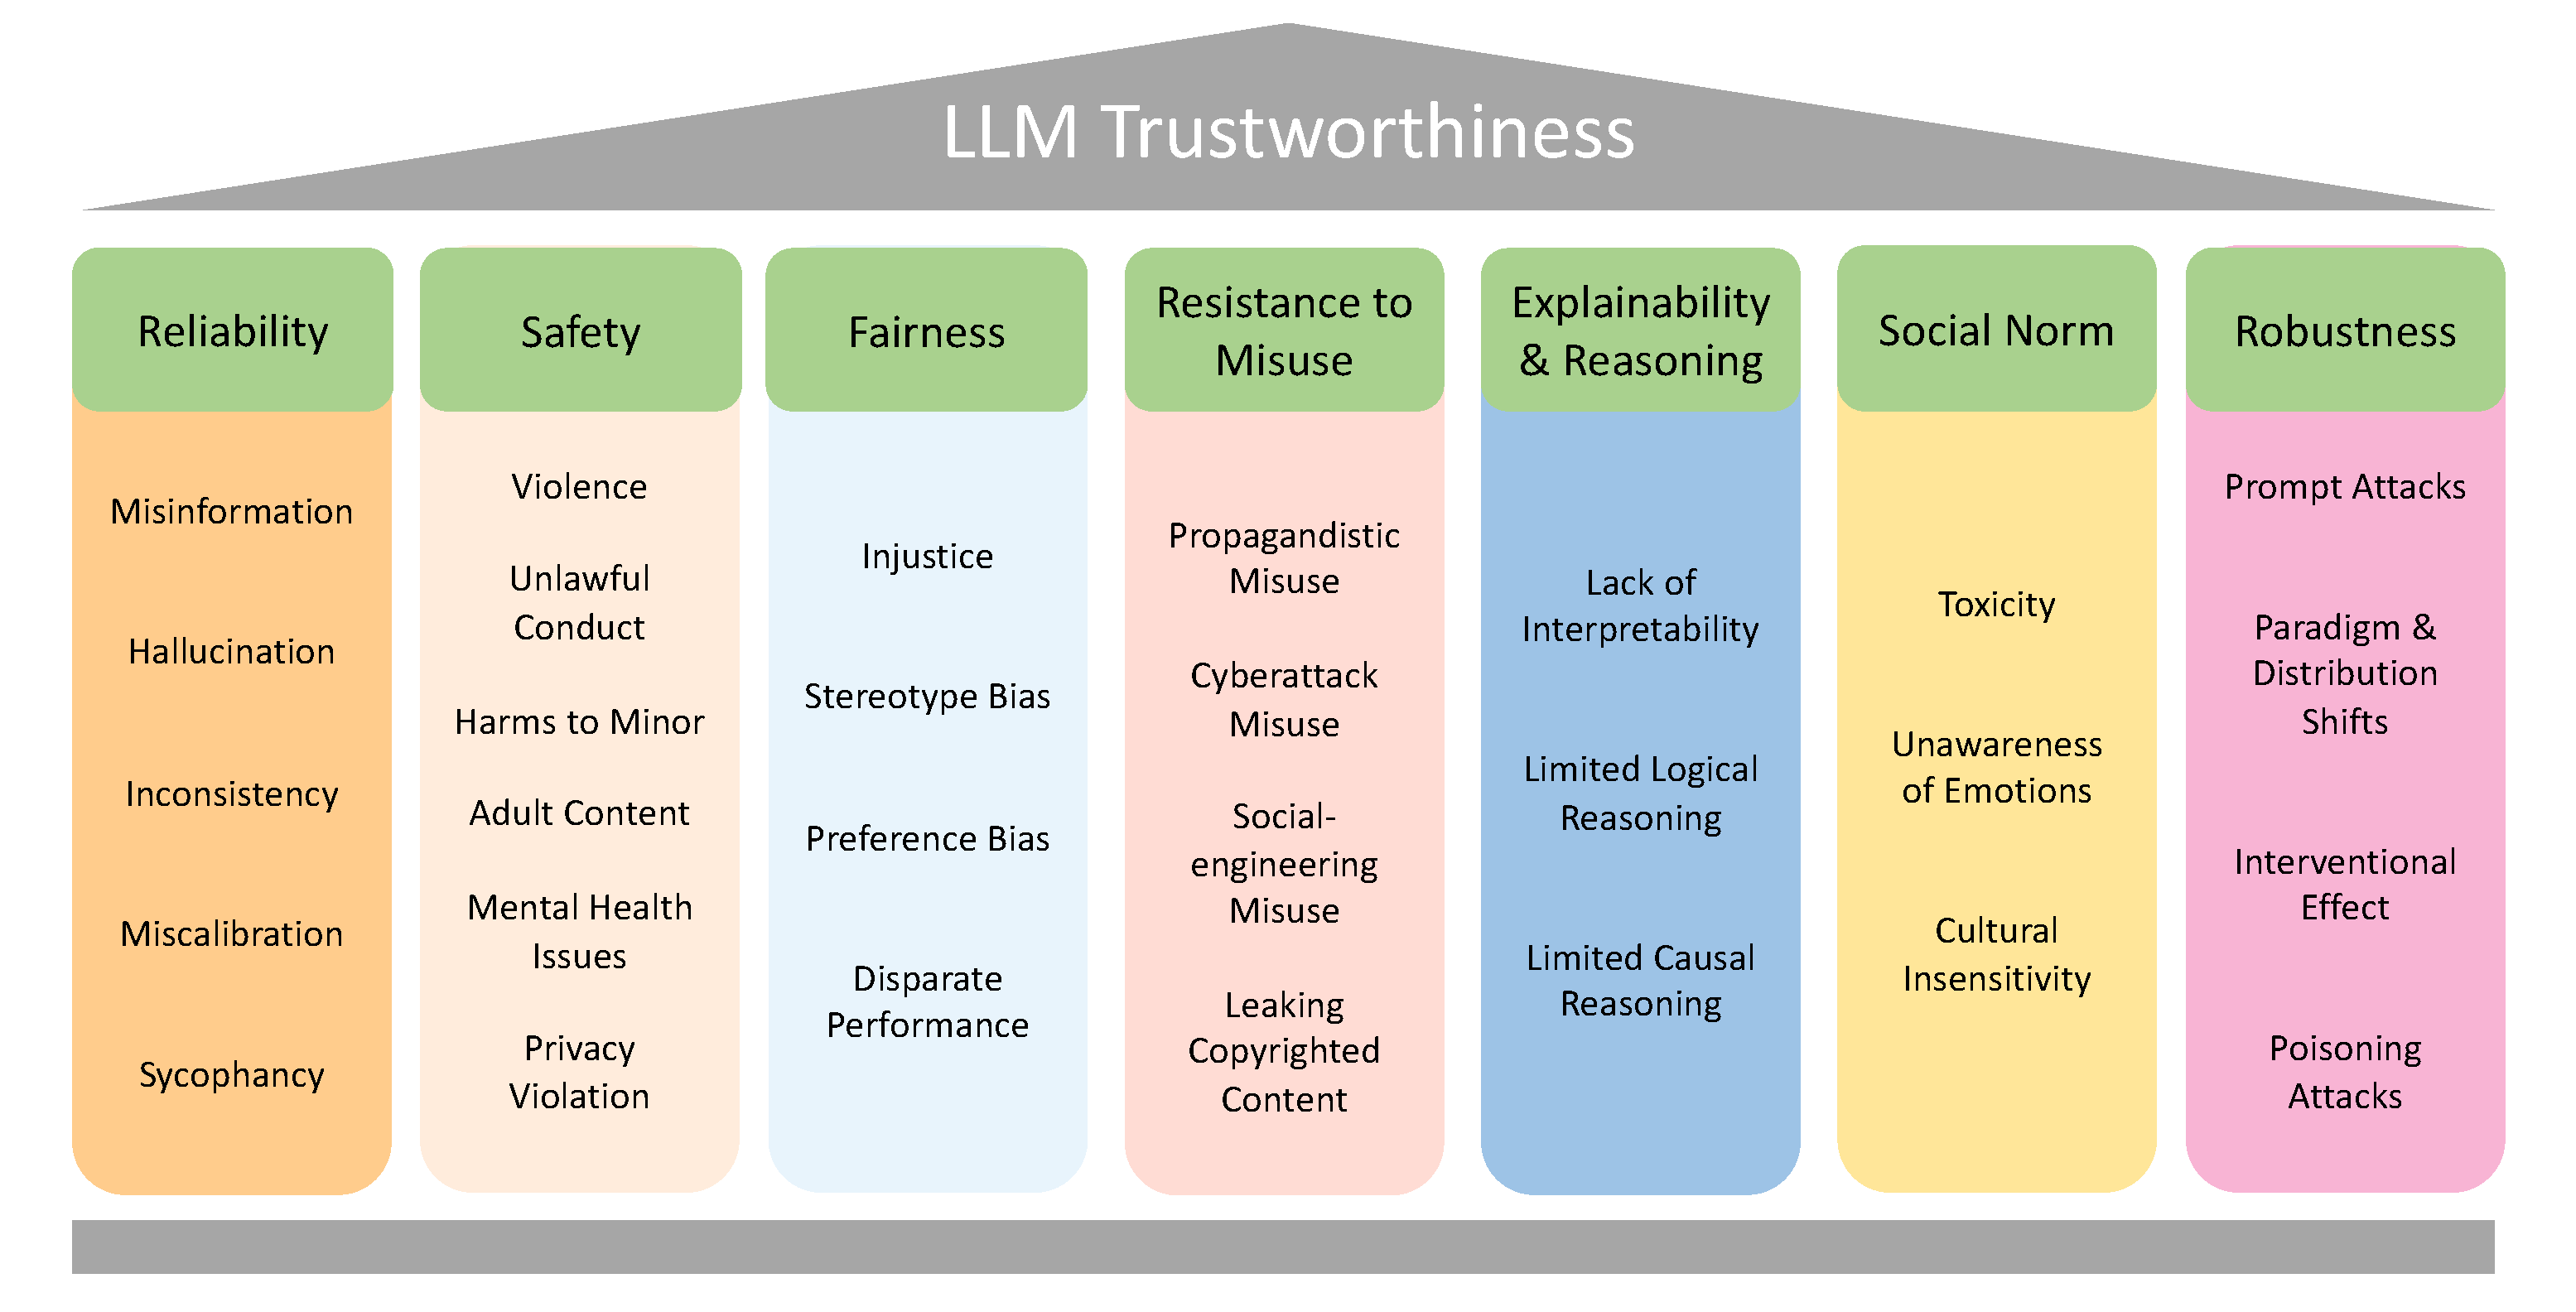 LLM Trustworthiness
Reliability
Misinformation
Hallucination
Inconsistency
Miscalibration
Sycophancy
Safety
Violence
Unlawful
Conduct
Harms to Minor
Adult Content
Mental Health
Issues
Privacy
Violation
Fairness
Injustice
Stereotype Bias
Preference Bias
Disparate
Performance
Resistance to
Misuse
Propagandistic
Misuse
Cyberattack
Misuse
Social-
engineering
Misuse
Leaking
Copyrighted
Content
Explainability
& Reasoning
Lack of
Interpretability
Limited Logical
Reasoning
Limited Causal
Reasoning
Social Norm
Toxicity
Unawareness
of Emotions
Cultural
Insensitivity
Robustness
Prompt Attacks
Paradigm &
Distribution
Shifts
Interventional
Effect
Poisoning
Attacks